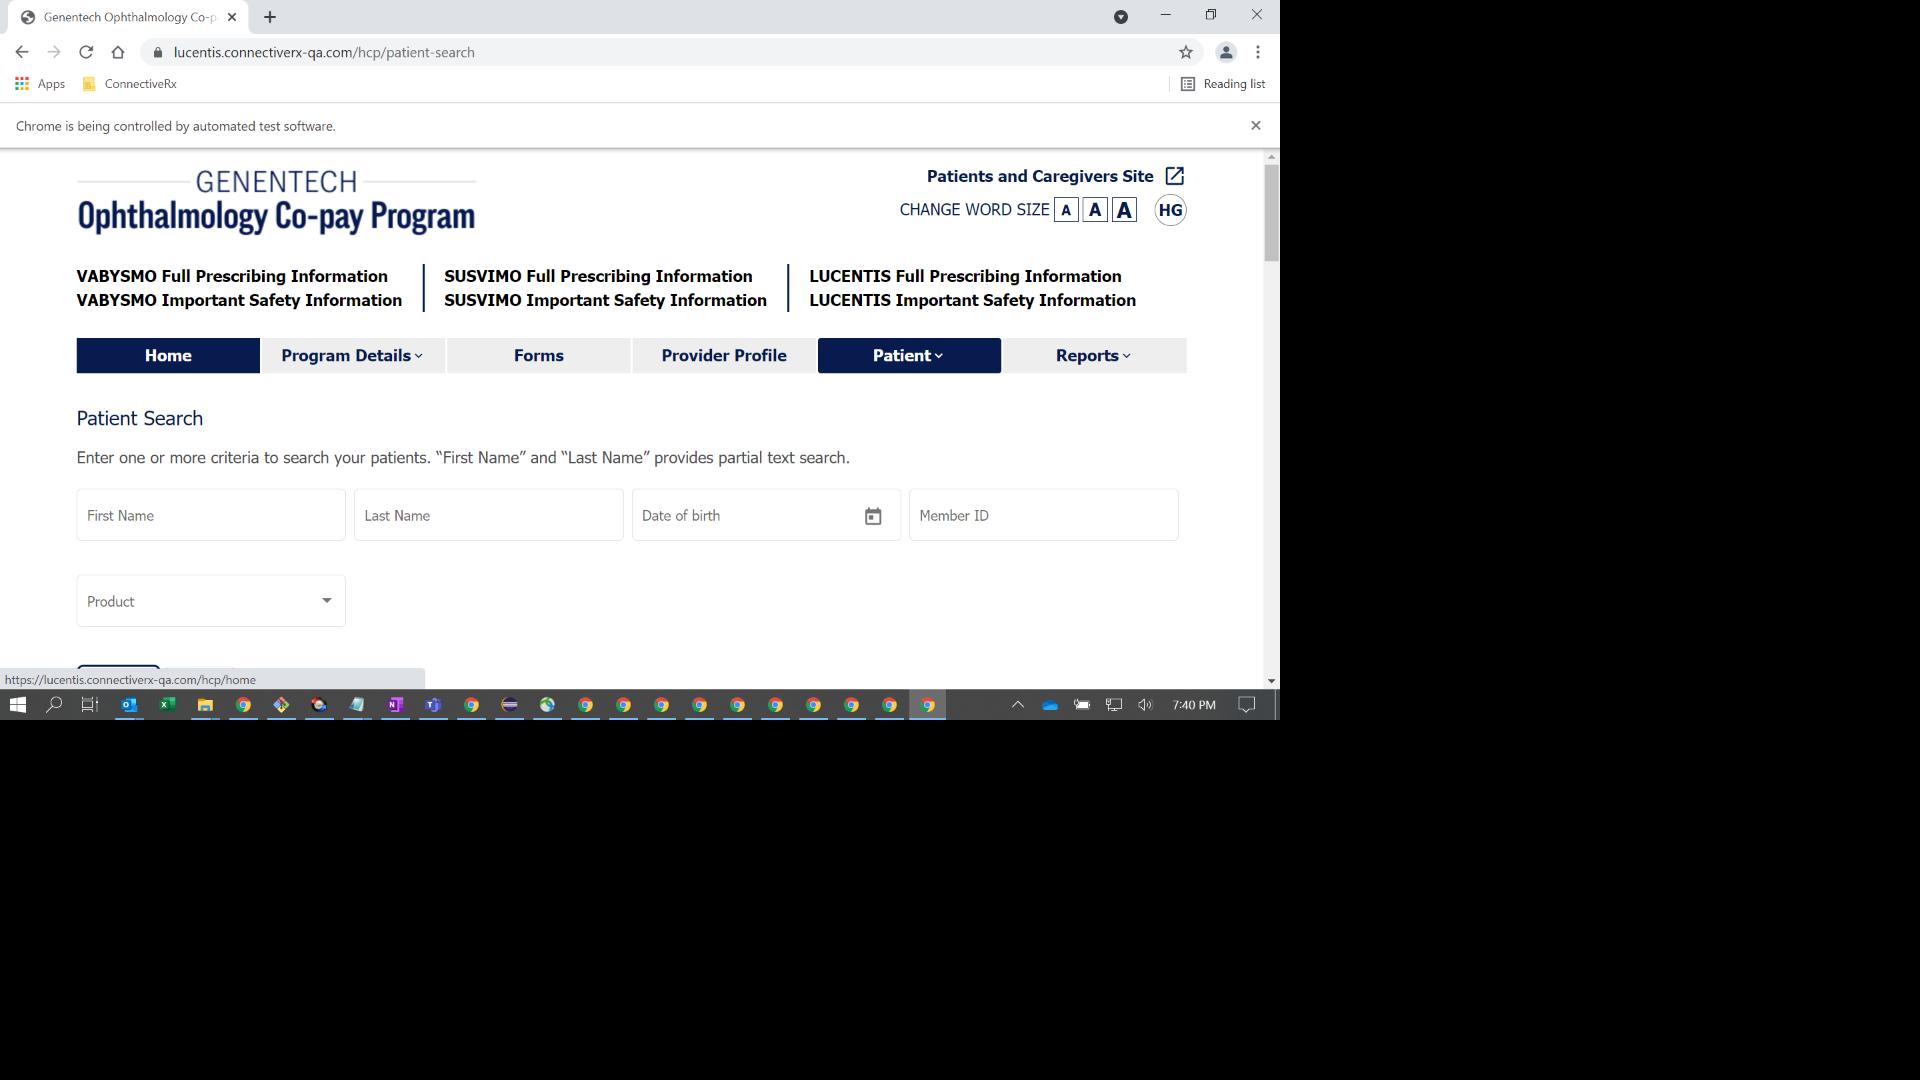 Genentech Ophthalmology Co-p
lucentis.connectiverx-qa.com/hcp/patient-search
Apps
ConnectiveRx
Reading list
Chrome is being controlled by automated test software.
GENENTECH
Ophthalmology Co-pay Program
Patients and Caregivers Site
CHANGE WORD SIZE A A A HG
VABYSMO Full Prescribing Information
VABYSMO Important Safety Information
SUSVIMO Full Prescribing Information
SUSVIMO Important Safety Information
LUCENTIS Full Prescribing Information
LUCENTIS Important Safety Information
Home Program Details Forms Provider Profile Patient Reports
Patient Search
Enter one or more criteria to search your patients. “First Name” and “Last Name” provides partial text search.
First Name Last Name Date of birth Member ID
Product
https://lucentis.connectiverx-qa.com/hcp/home
7:40 PM